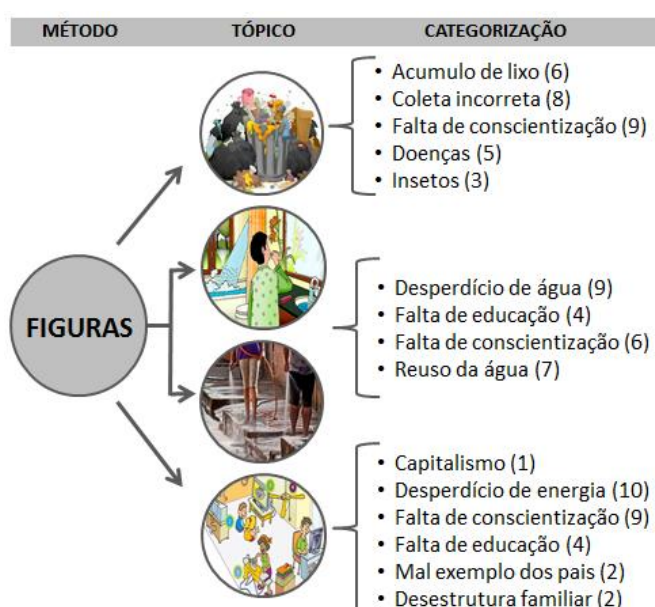 MÉTODO TÓPICO CATEGORIZAÇÃO
• Acumulo de lixo (6)
• Coleta incorreta (8)
• Falta de conscientização (9)
• Doenças (5)
• Insetos (3)
FIGURAS
• Desperdício de água (9)
• Falta de educação (4)
• Falta de conscientização (6)
• Reuso da água (7)
• Capitalismo (1)
• Desperdício de energia (10)
• Falta de conscientização (9)
• Falta de educação (4)
• Mal exemplo dos pais (2)
• Desestrutura familiar (2)